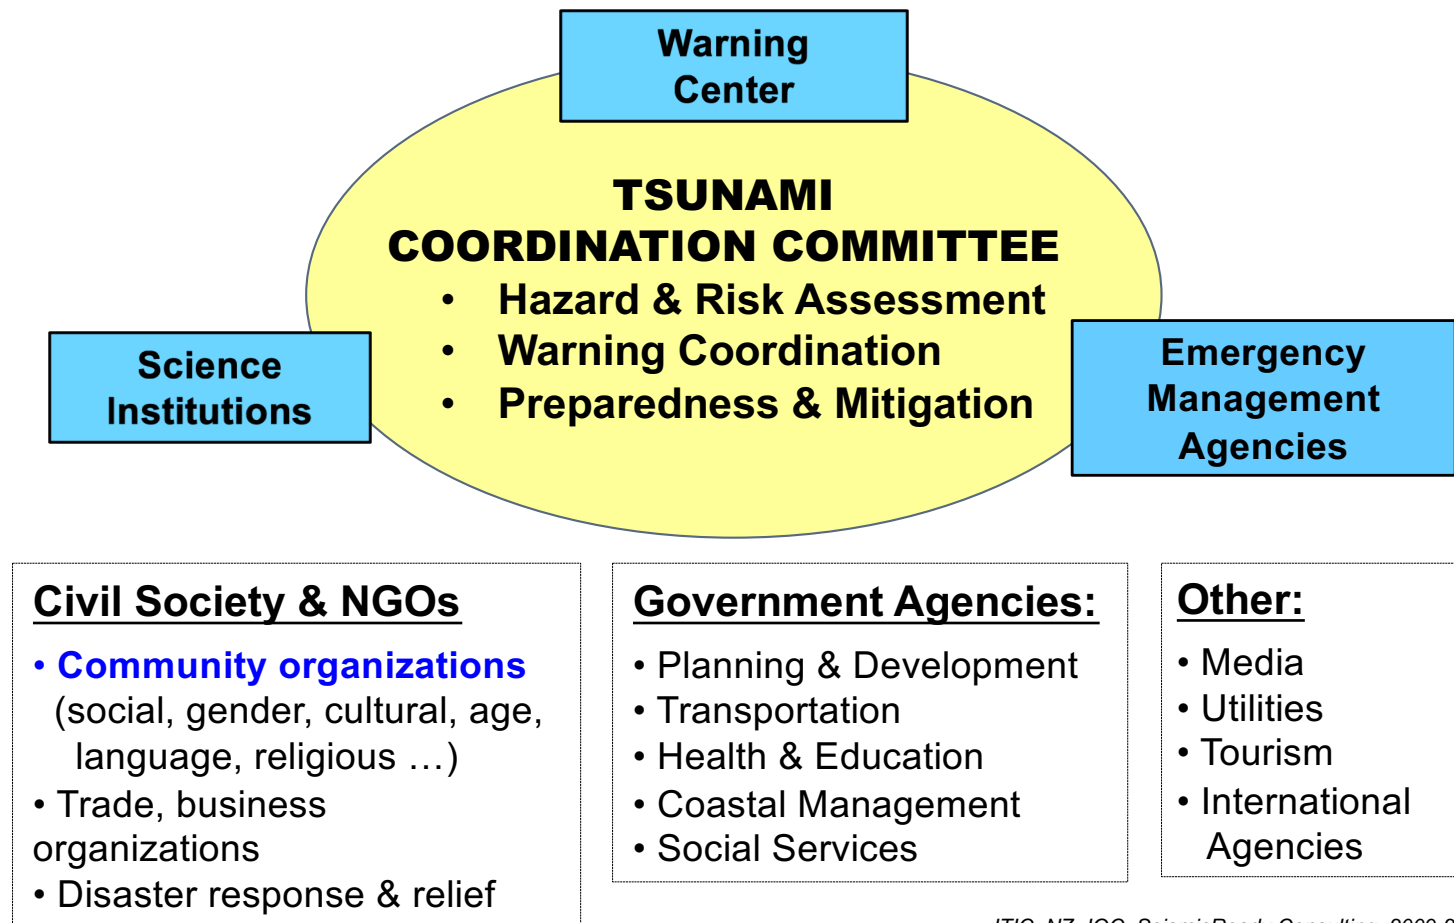 Warning
Center
TSUNAMI
COORDINATION COMMITTEE
• Hazard & Risk Assessment
• Warning Coordination
• Preparedness & Mitigation
Science
Institutions
Emergency
Management
Agencies
Civil Society & NGOs
• Community organizations
(social, gender, cultural, age,
language, religious …)
• Trade, business
organizations
• Disaster response & relief
Government Agencies:
• Planning & Development
• Transportation
• Health & Education
• Coastal Management
• Social Services
Other:
• Media
• Utilities
• Tourism
• International
Agencies